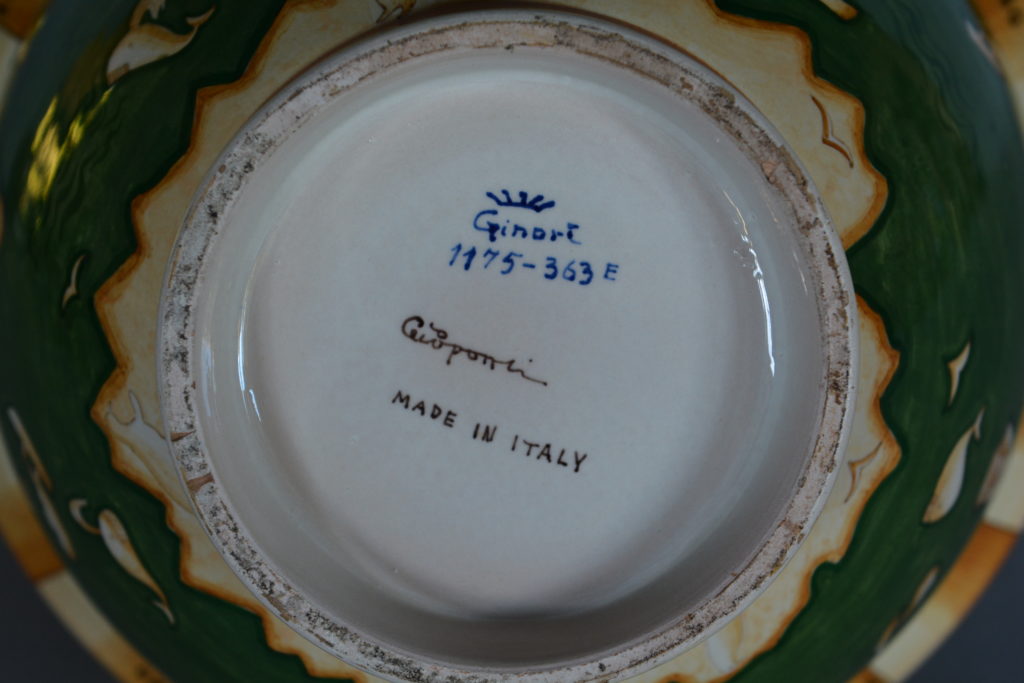 Ginori
1175-363 E
Gio Ponti
MADE IN ITALY